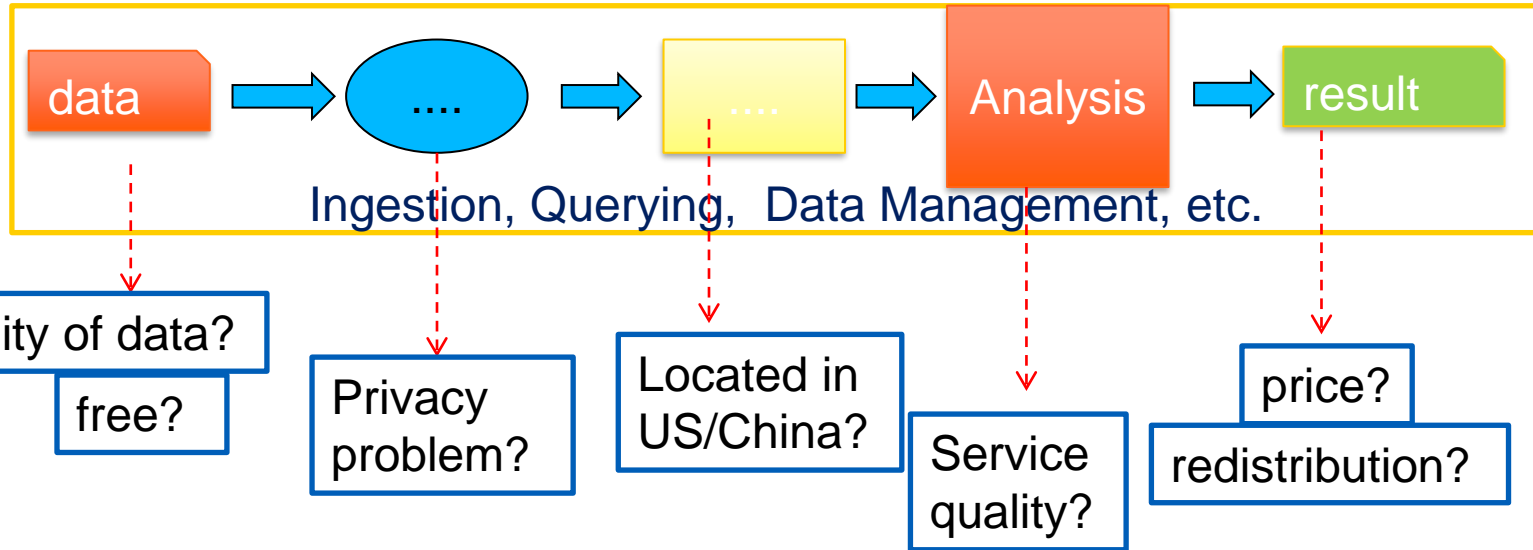 data
....
....
Analysis
result
Ingestion, Querying, Data Management, etc.
ity of data?
free?
Privacy
problem?
Located in
US/China?
Service
quality?
price?
redistribution?